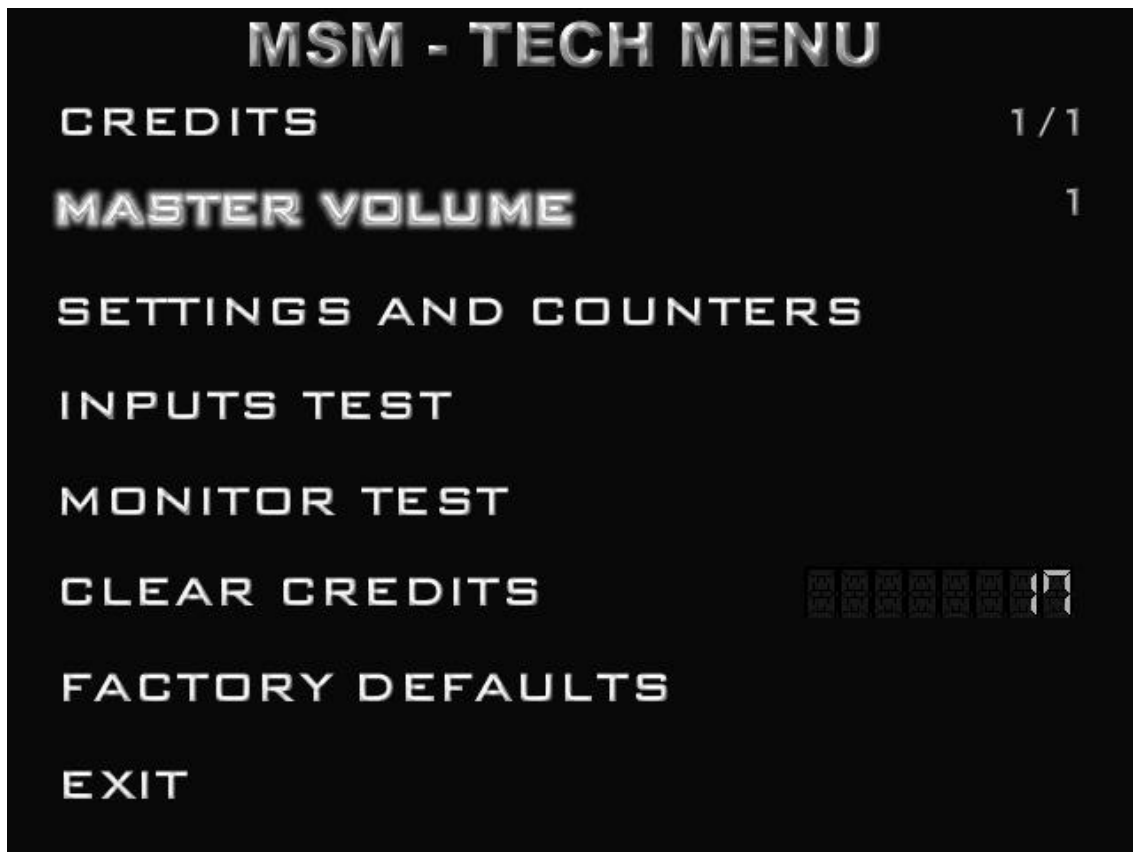 MSM - TECH MENU
CREDITS 1/1
MASTER VOLUME 1
SETTINGS AND COUNTERS
INPUTS TEST
MONITOR TEST
CLEAR CREDITS 17
FACTORY DEFAULTS
EXIT